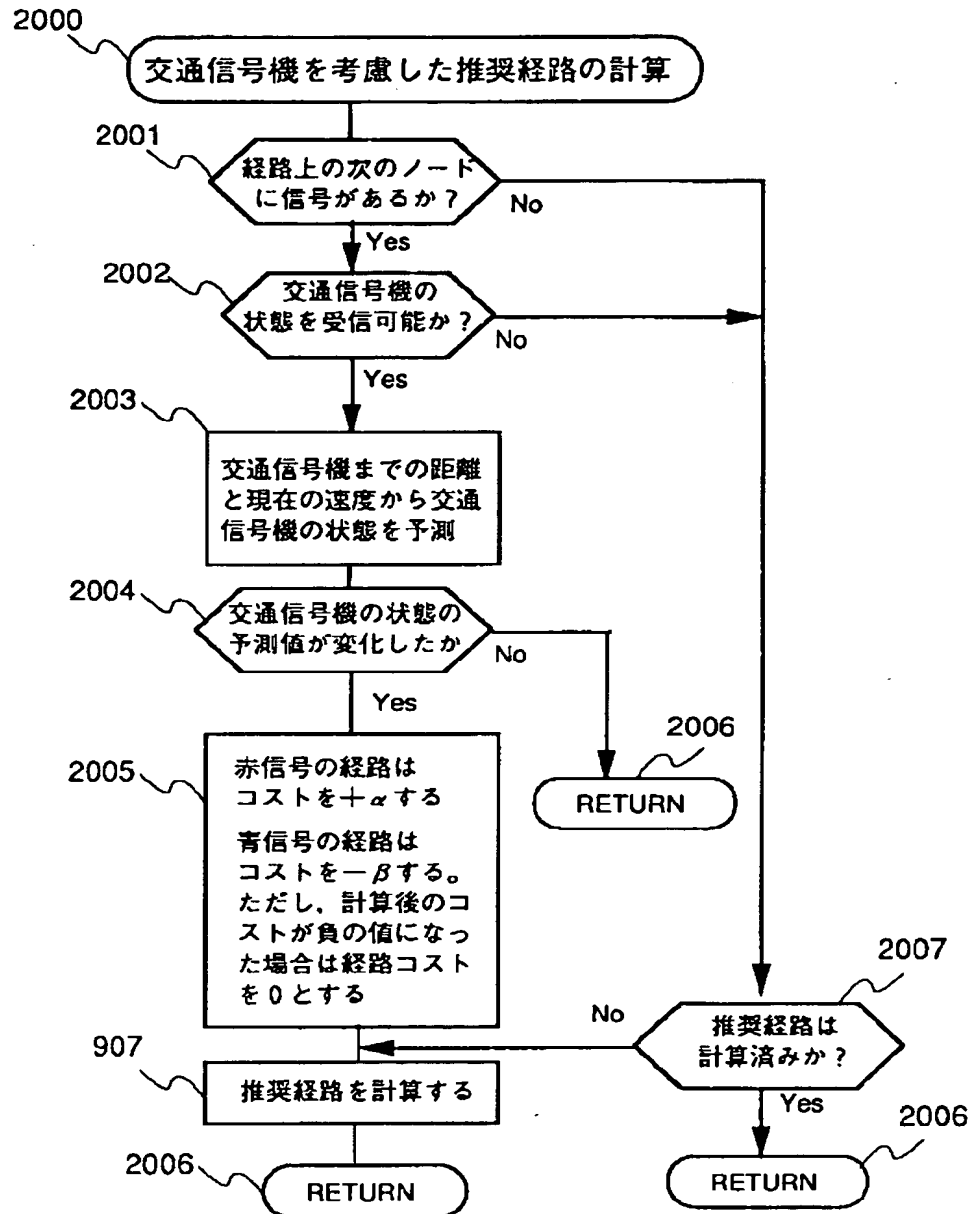 2000
交通信号機を考慮した推奨経路の計算
2001
経路上の次のノード
に信号があるか?
No
Yes
2002
交通信号機の
状態を受信可能か?
No
Yes
2003
交通信号機までの距離
と現在の速度から交通
信号機の状態を予測
2004
交通信号機の状態の
予測値が変化したか
No
Yes
2005
赤信号の経路は
コストを+αする
青信号の経路は
コストを-βする。
ただし、計算後のコ
ストが負の値になっ
た場合は経路コスト
を0とする
2006
RETURN
2007
推奨経路は
計算済みか?
No
Yes
907
推奨経路を計算する
2006
RETURN
2006
RETURN